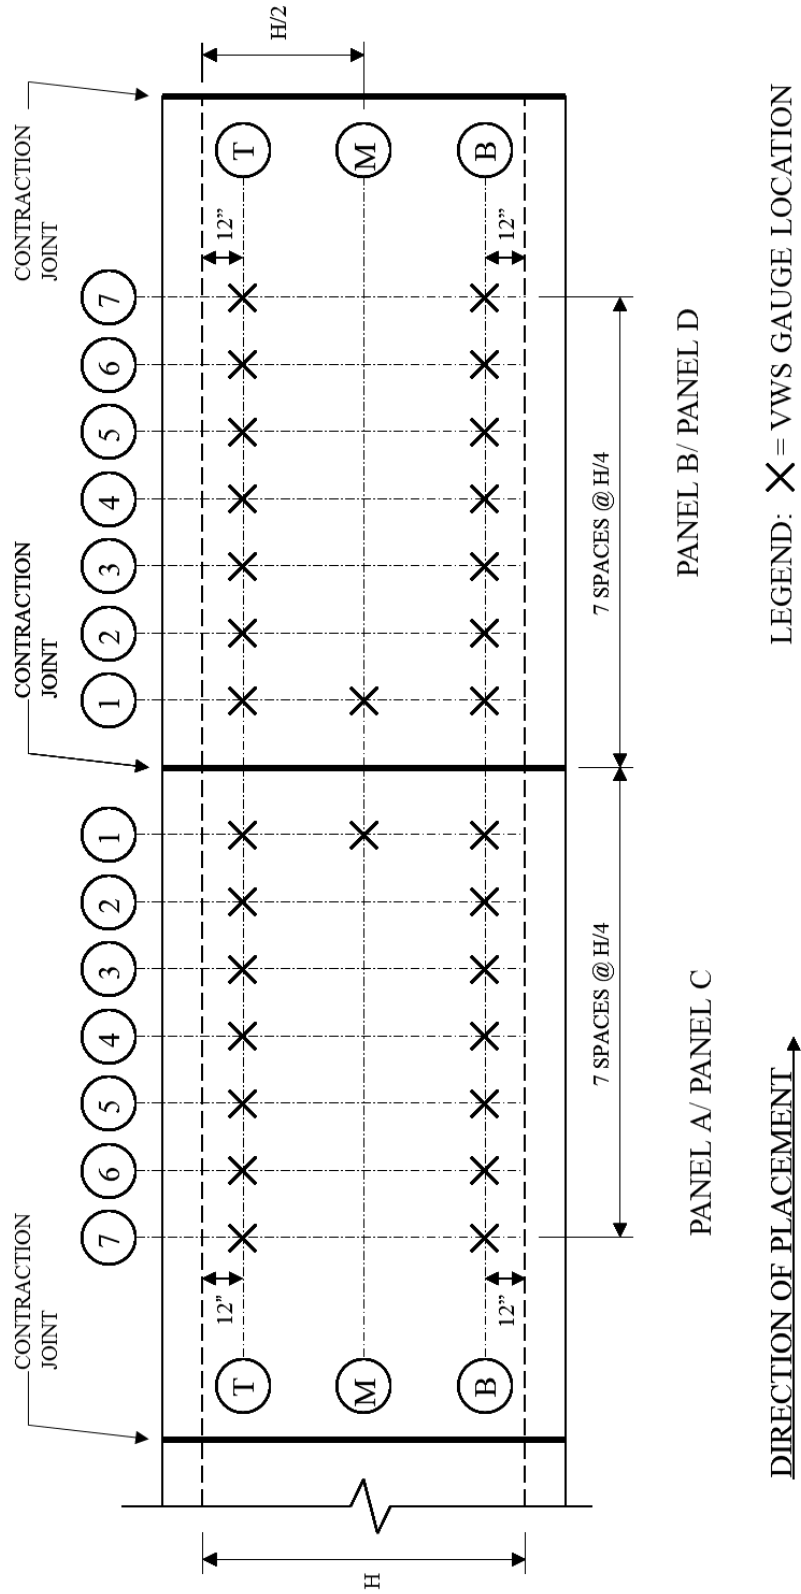 CONTRACTION
JOINT
CONTRACTION
JOINT
CONTRACTION
JOINT
7 6 5 4 3 2 1 1 2 3 4 5 6 7
12" 12"
T T
H/2
H
M M
B B
12" 12"
7 SPACES @ H/4 7 SPACES @ H/4
PANEL A/ PANEL C PANEL B/ PANEL D
DIRECTION OF PLACEMENT
LEGEND: X = VWS GAUGE LOCATION